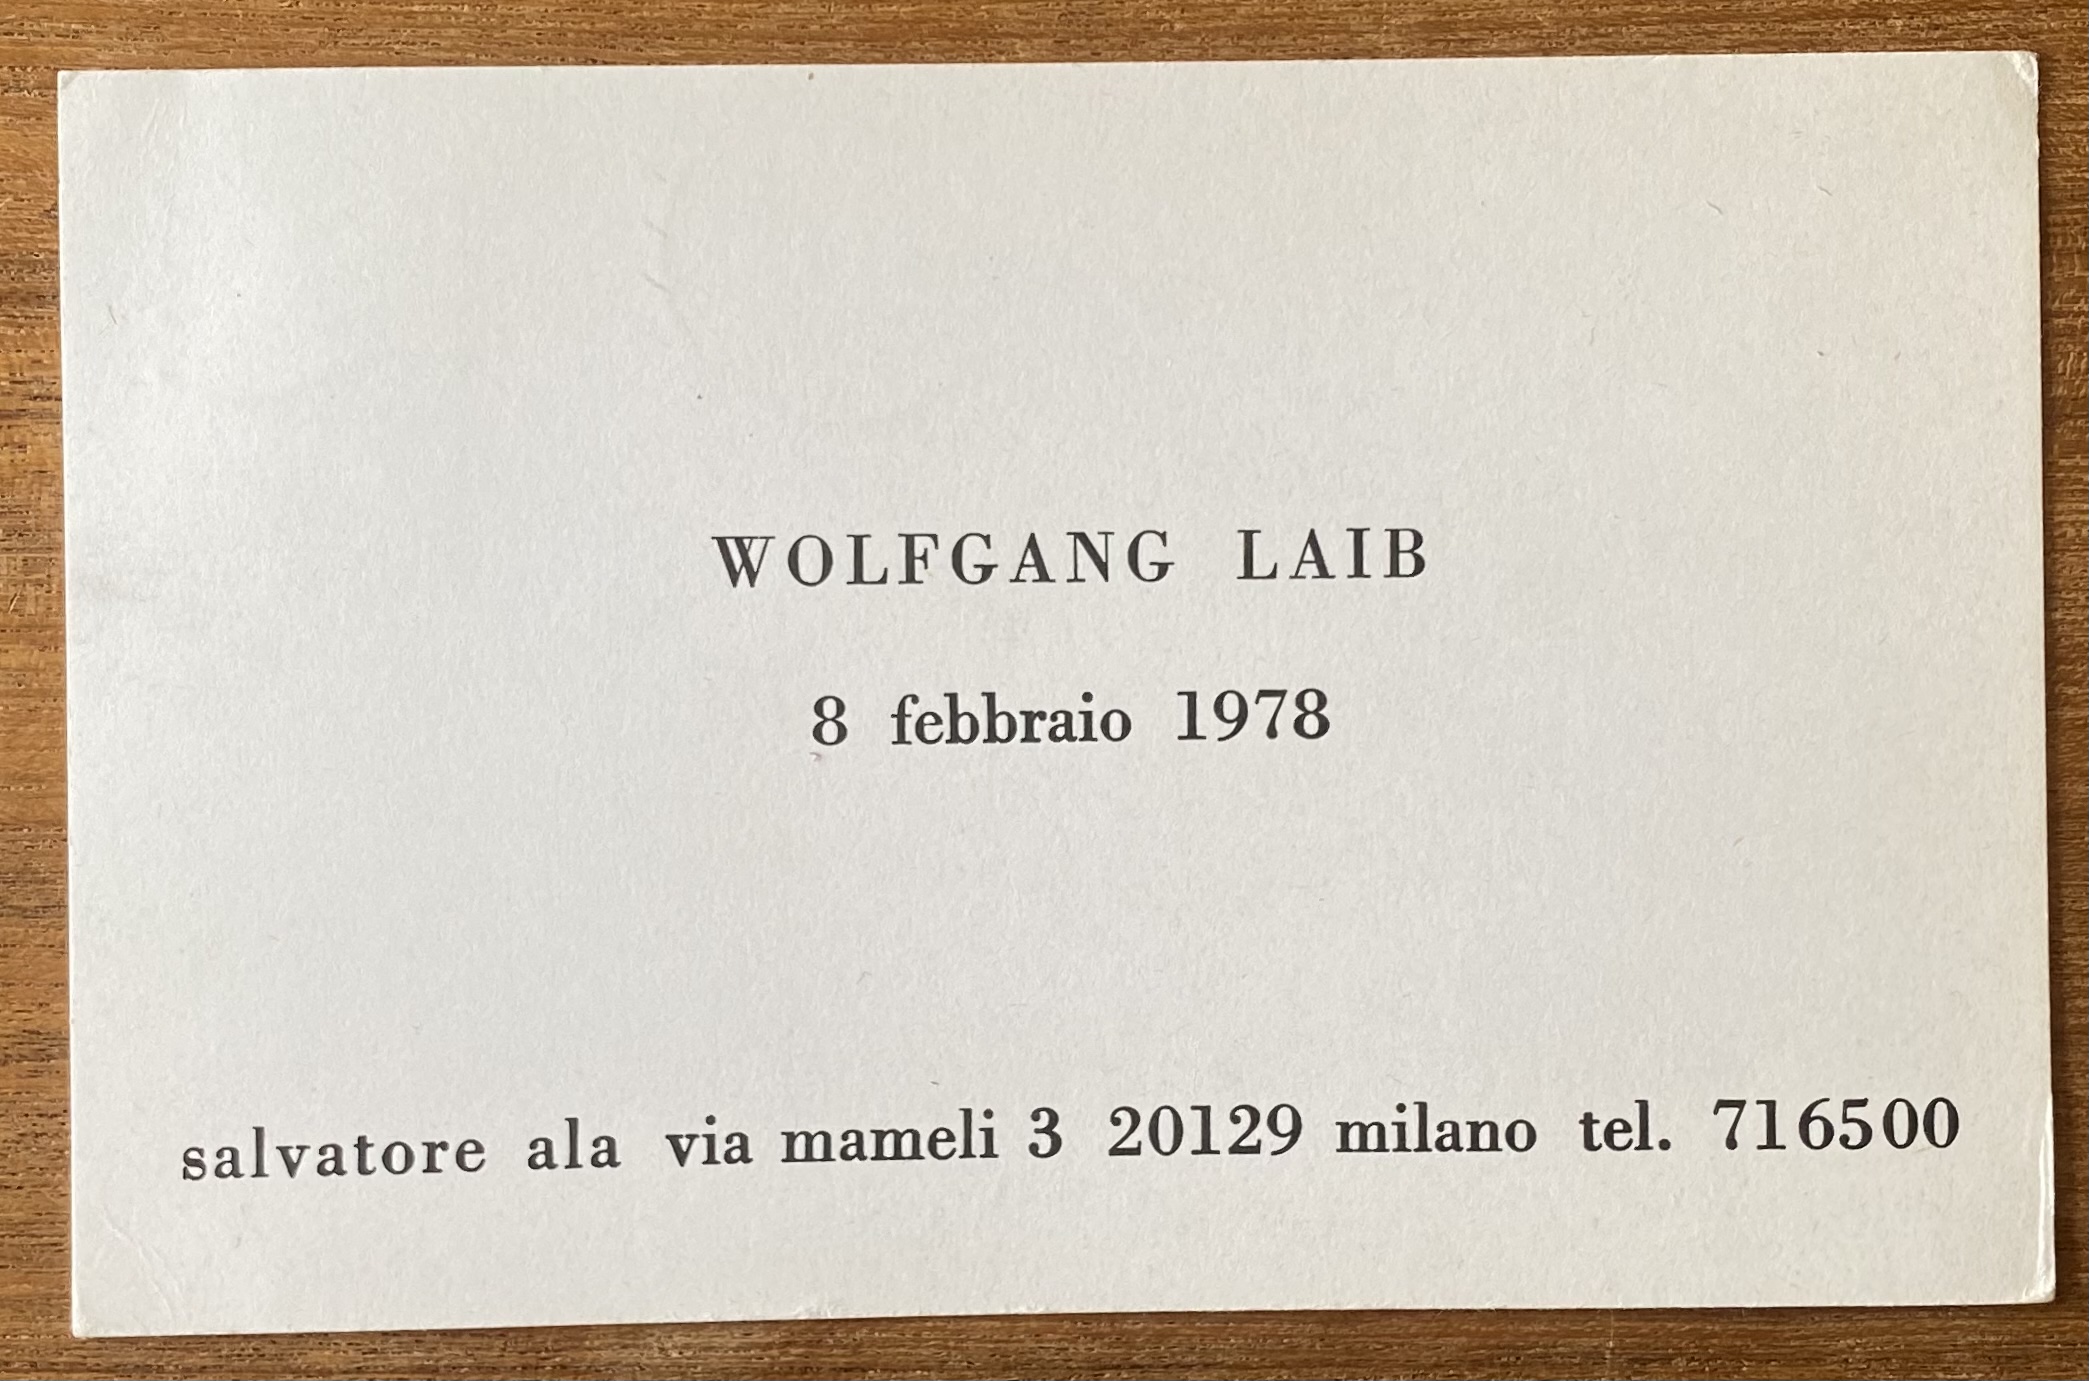 WOLFGANG LAIB
8 febbraio 1978
salvatore ala via mameli 3 20129 milano tel. 716500